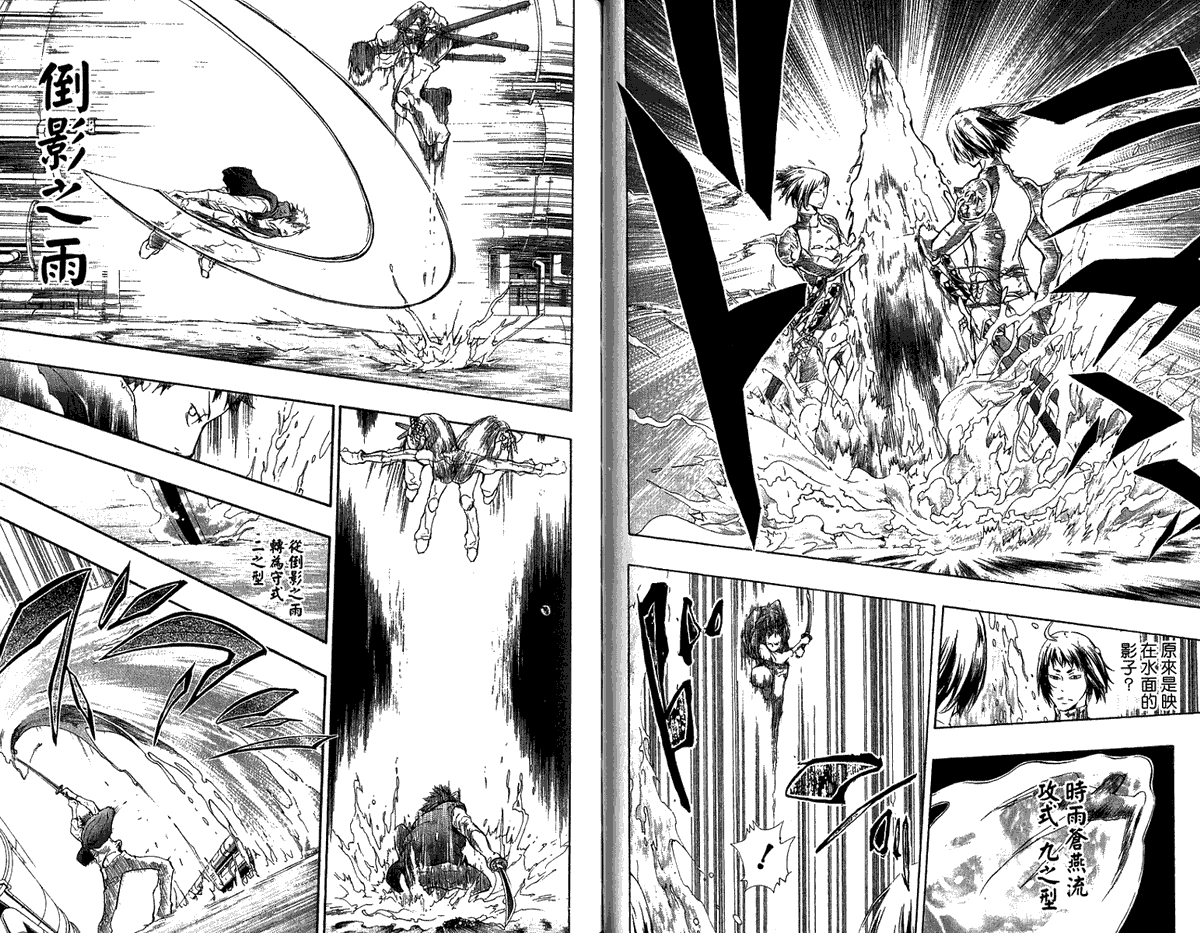 原來是映
在水面的
影子?
時雨蒼燕流
攻式 九之型
!
倒影之雨
從倒影之雨
轉為守式
二之型